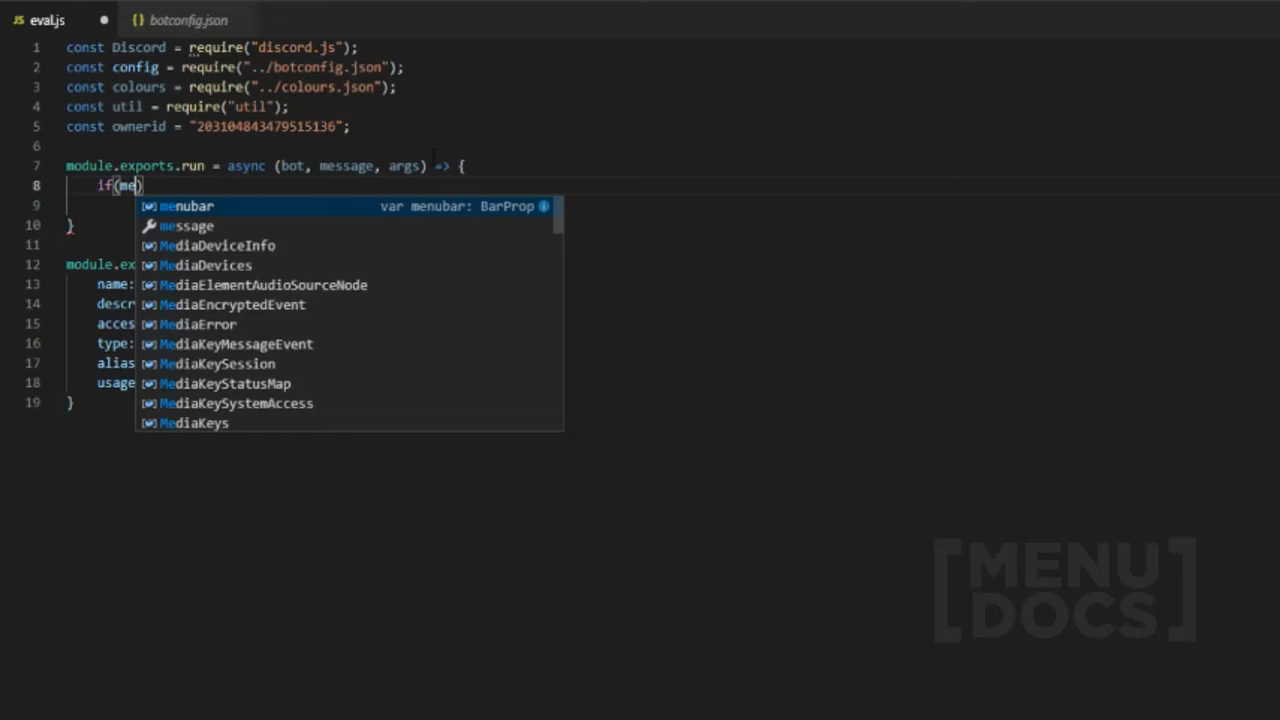 JS eval.js ● {} botconfig.json
1 const Discord = require("discord.js");
2 const config = require("../botconfig.json");
3 const colours = require("../colours.json");
4 const util = require("util");
5 const ownerid = "203104843479515136";
6
7 module.exports.run = async (bot, message, args) => {
8 if(me)
9 menubar var menubar: BarProp
message
10 }
11 MediaDeviceInfo
12 module.ex MediaDevices
13 name: MediaElementAudioSourceNode
14 descr MediaEncryptedEvent
15 acces MediaError
16 type: MediaKeyMessageEvent
17 alias MediaKeySession
18 usage MediaKeyStatusMap
19 } MediaKeySystemAccess
MediaKeys
[MENU
DOCS]